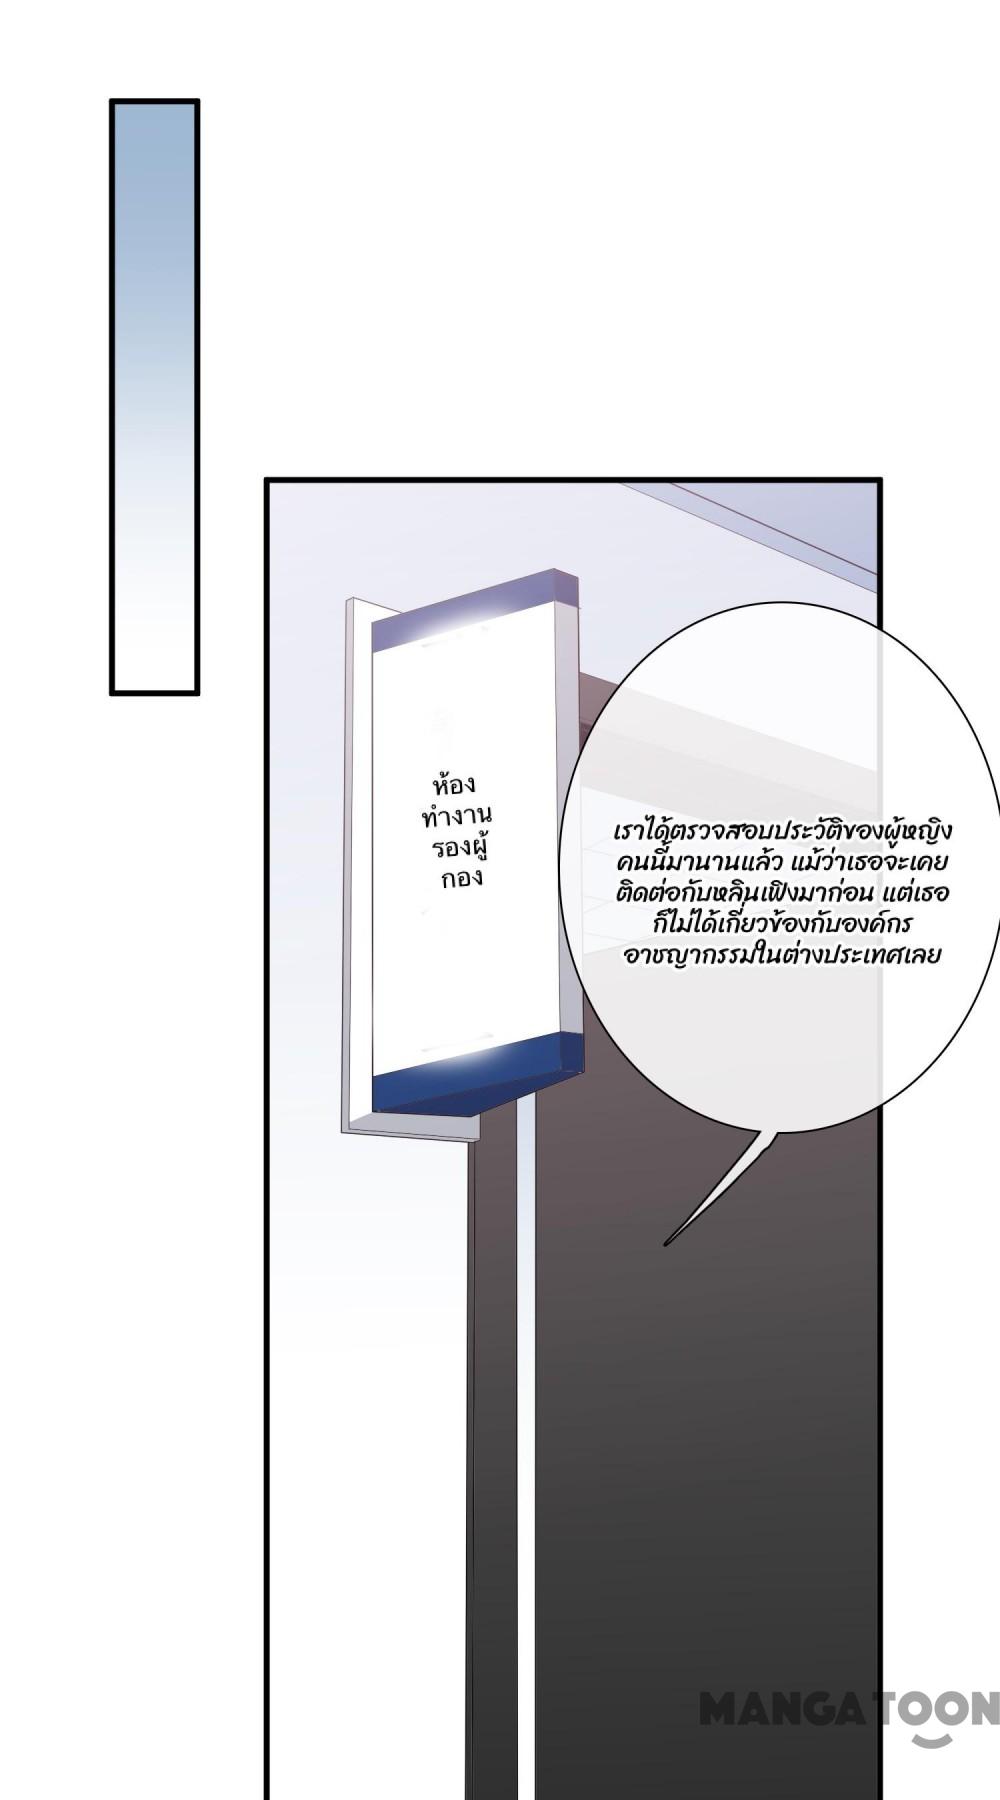 ห้อง
ทำงาน
รองผู้
กอง
เราได้ตรวจสอบประวัติของผู้หญิง
คนนี้มานานแล้ว แม้ว่าเธอจะเคย
ติดต่อกับหลินเฟิงมาก่อน แต่เธอ
ก็ไม่ได้เกี่ยวข้องกับองค์กร
อาชญากรรมในต่างประเทศเลย
MANGATOON